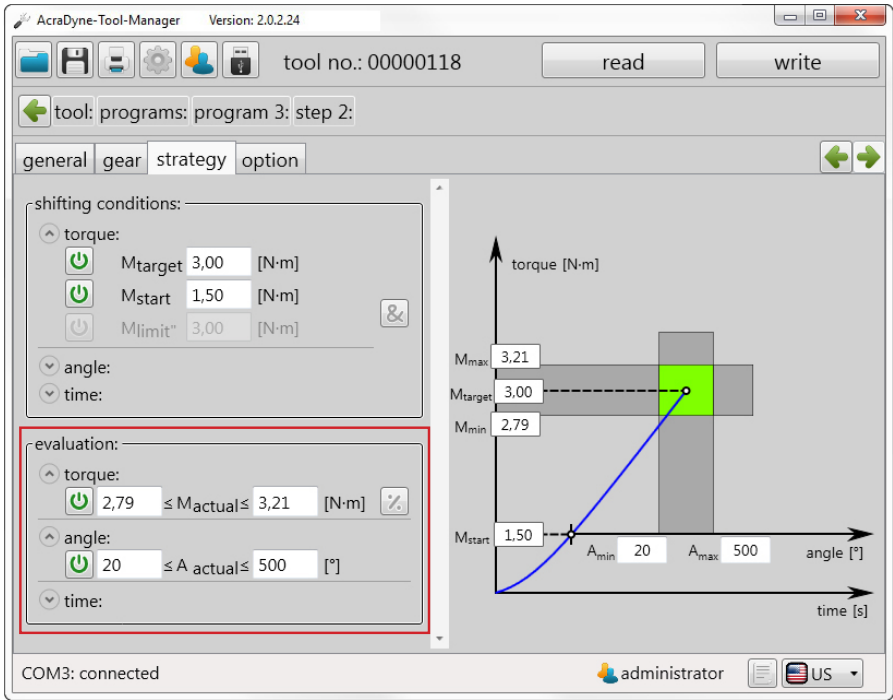 AcraDyne-Tool-Manager Version: 2.0.2.24
tool no.: 00000118 read write
tool: programs: program 3: step 2:
general gear strategy option
shifting conditions:
torque:
Mtarget 3,00 [N·m]
Mstart 1,50 [N·m]
&
Mlimit" 3,00 [N·m]
angle:
time:
evaluation:
torque:
2,79 ≤ Mactual≤ 3,21 [N·m] %
angle:
20 ≤ A actual≤ 500 [°]
time:
torque [N·m]
Mmax 3,21
Mtarget 3,00
Mmin 2,79
Mstart 1,50
Amin 20 Amax 500 angle [°]
time [s]
COM3: connected administrator US